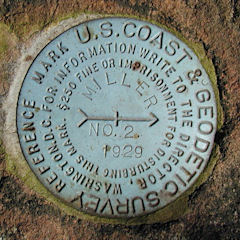 U.S. COAST & GEODETIC SURVEY REFERENCE MARK
FOR INFORMATION WRITE TO THE DIRECTOR, WASHINGTON, D.C.
$250 FINE OR IMPRISONMENT FOR DISTURBING THIS MARK.
MILLER
NO. 2
1929